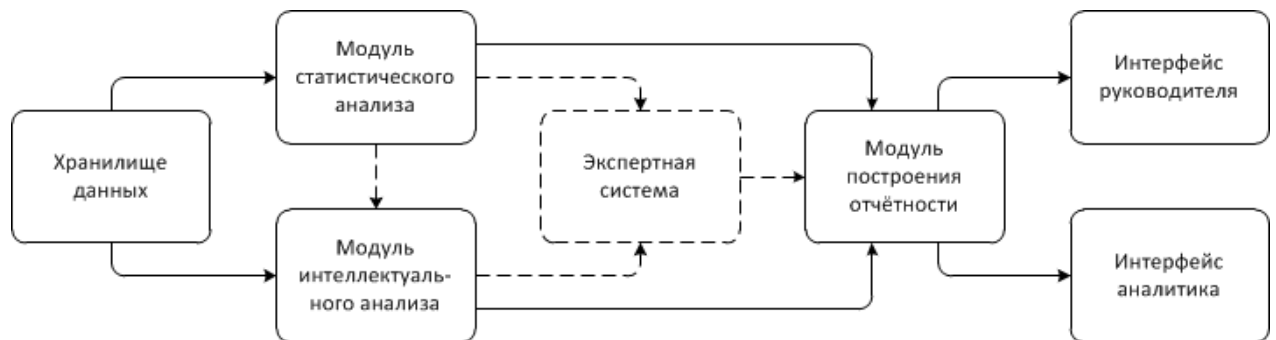 Хранилище
данных
Модуль
статистического
анализа
Модуль
интеллектуаль-
ного анализа
Экспертная
система
Модуль
построения
отчётности
Интерфейс
руководителя
Интерфейс
аналитика